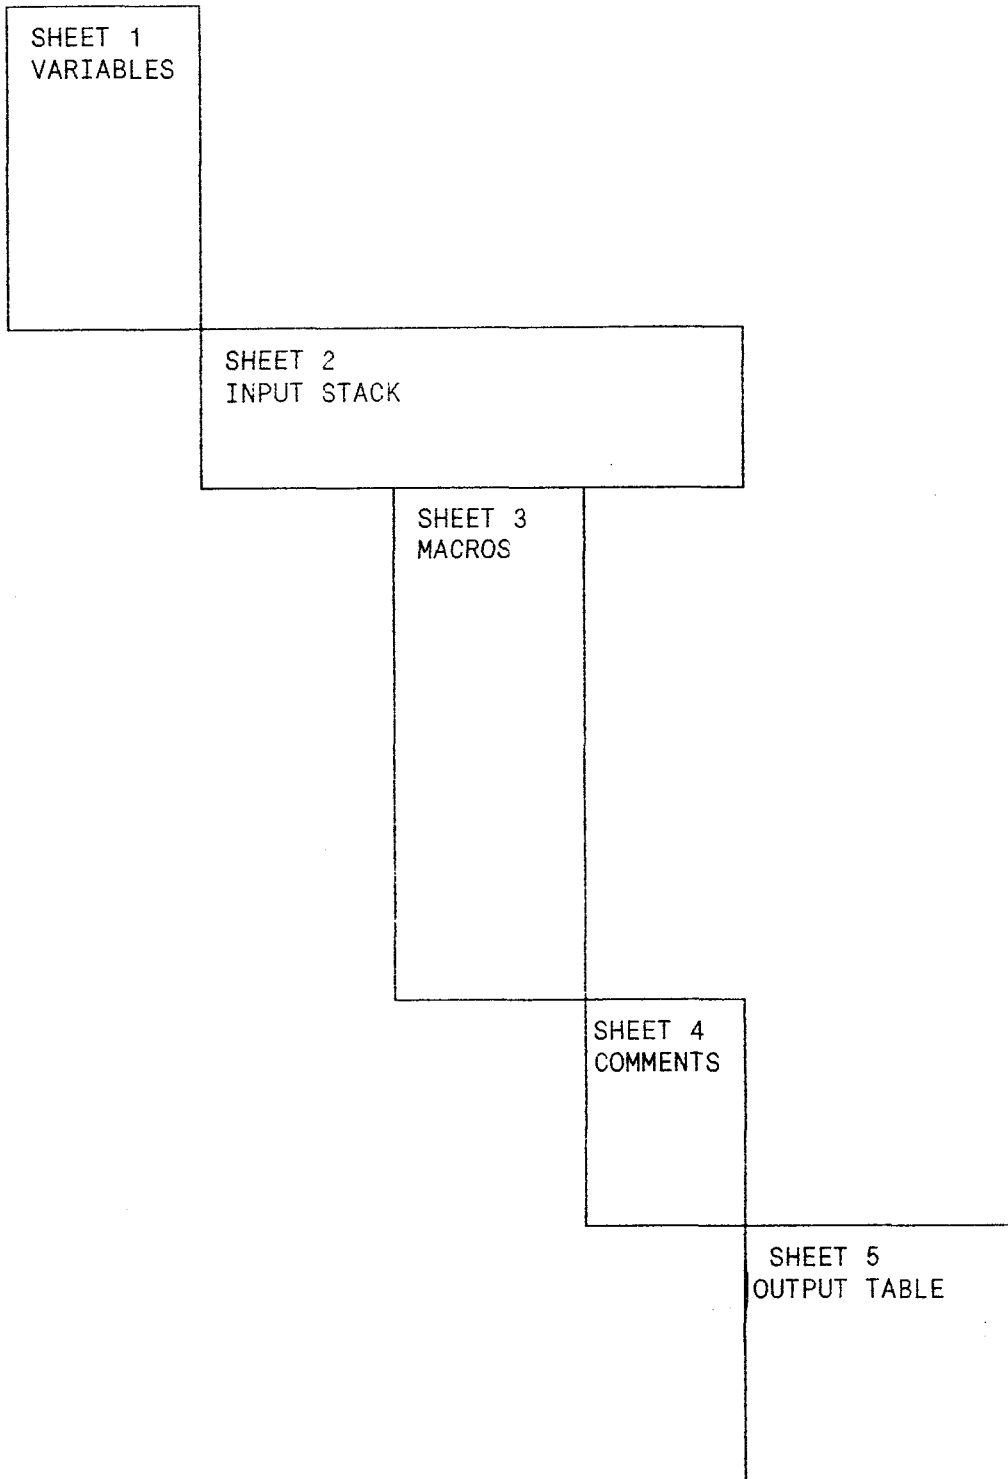 SHEET 1
VARIABLES
SHEET 2
INPUT STACK
SHEET 3
MACROS
SHEET 4
COMMENTS
SHEET 5
OUTPUT TABLE